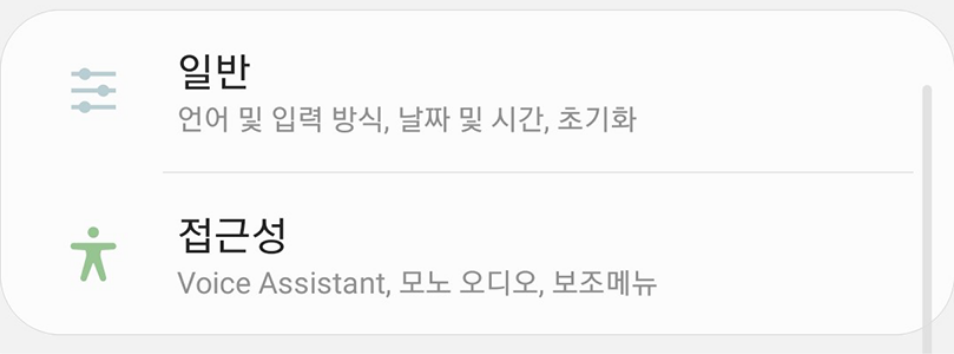 일반
언어 및 입력 방식, 날짜 및 시간, 초기화
접근성
Voice Assistant, 모노 오디오, 보조메뉴